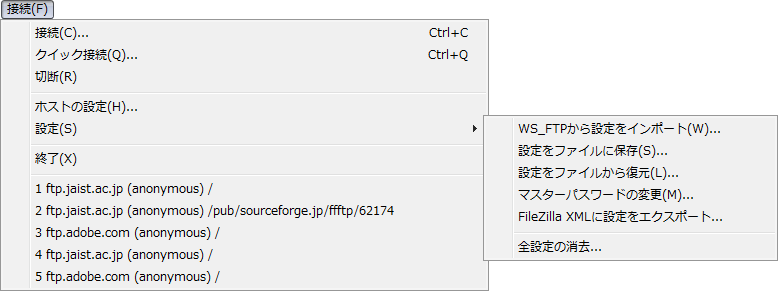 接続(F)
接続(C)... Ctrl+C
クイック接続(Q)... Ctrl+Q
切断(R)
ホストの設定(H)...
設定(S)
終了(X)
1 ftp.jaist.ac.jp (anonymous) /
2 ftp.jaist.ac.jp (anonymous) /pub/sourceforge.jp/ffftp/62174
3 ftp.adobe.com (anonymous) /
4 ftp.jaist.ac.jp (anonymous) /
5 ftp.adobe.com (anonymous) /
WS_FTPから設定をインポート(W)...
設定をファイルに保存(S)...
設定をファイルから復元(L)...
マスターパスワードの変更(M)...
FileZilla XMLに設定をエクスポート...
全設定の消去...